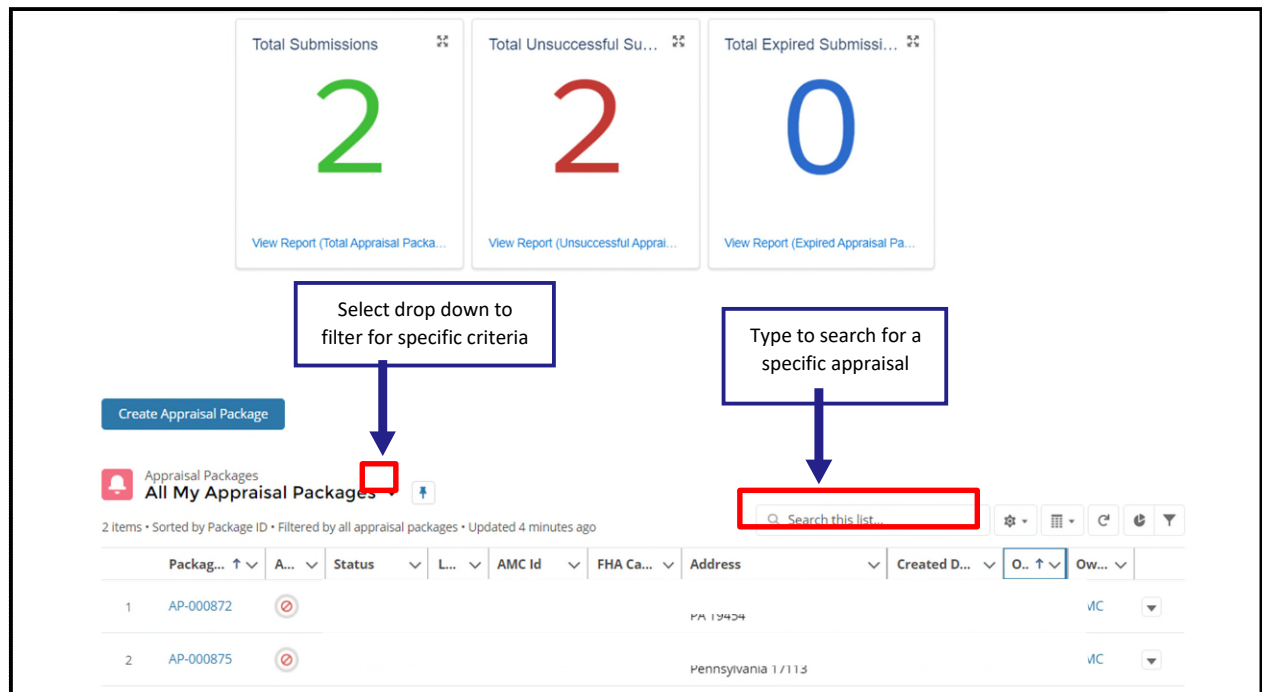 Total Submissions
2
View Report (Total Appraisal Packa...
Total Unsuccessful Su...
2
View Report (Unsuccessful Apprai...
Total Expired Submissi...
0
View Report (Expired Appraisal Pa...
Select drop down to
filter for specific criteria
Type to search for a
specific appraisal
Create Appraisal Package
Appraisal Packages
All My Appraisal Packages
2 items • Sorted by Package ID • Filtered by all appraisal packages • Updated 4 minutes ago
Search this list...
Packag... A... Status L... AMC Id FHA Ca... Address Created D... O.. Ow...
1 AP-000872 PA 19454 MC
2 AP-000875 Pennsylvania 17113 MC